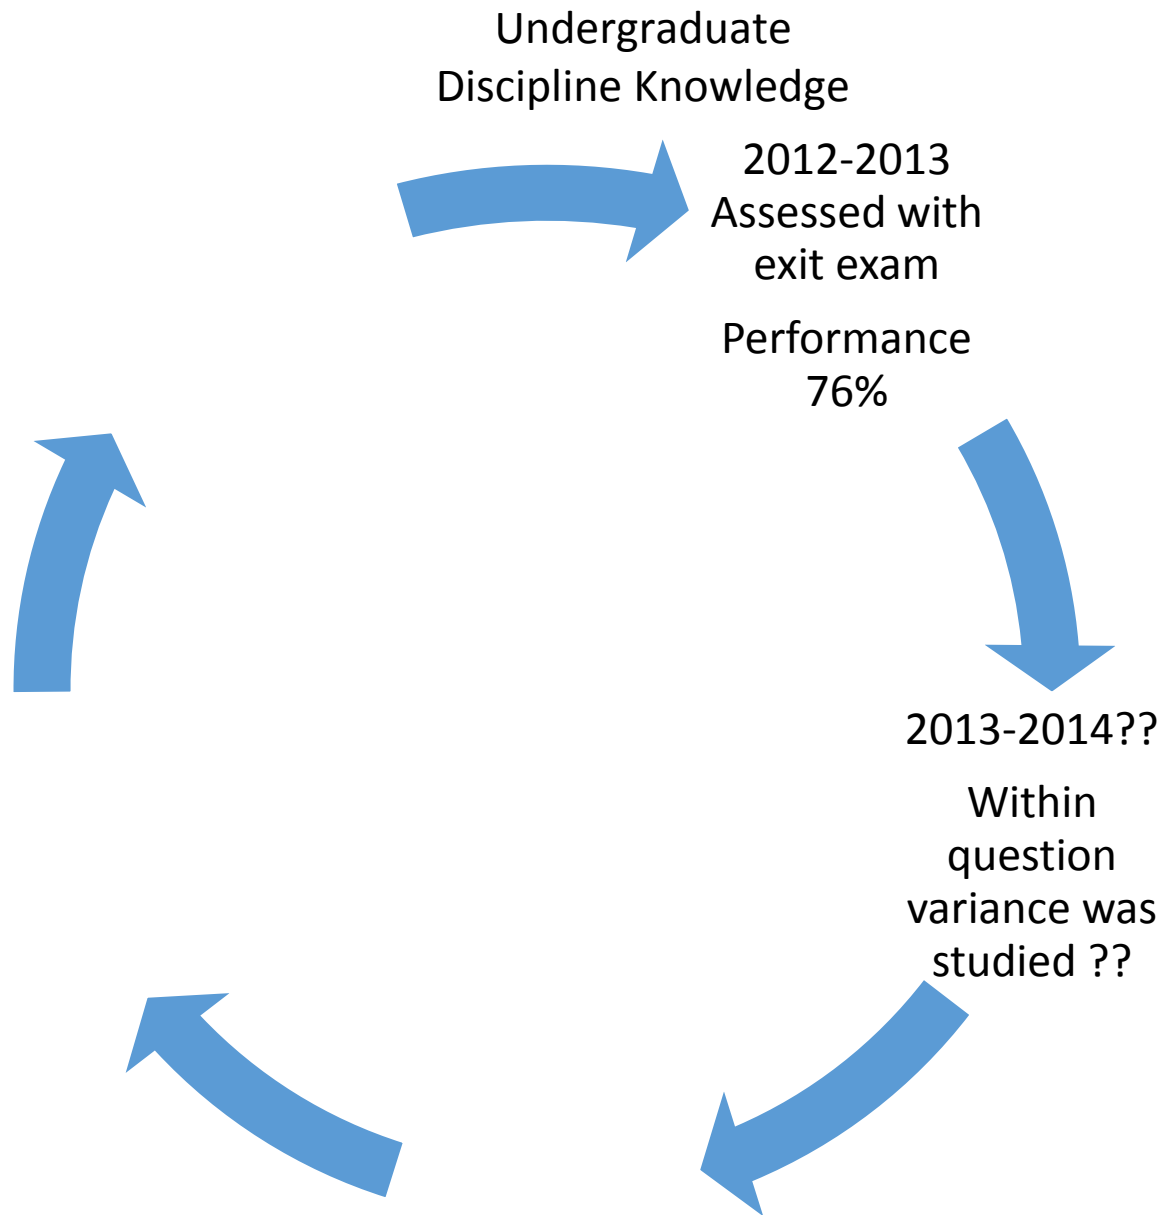 Undergraduate
Discipline Knowledge
2012-2013
Assessed with
exit exam
Performance
76%
2013-2014??
Within
question
variance was
studied ??